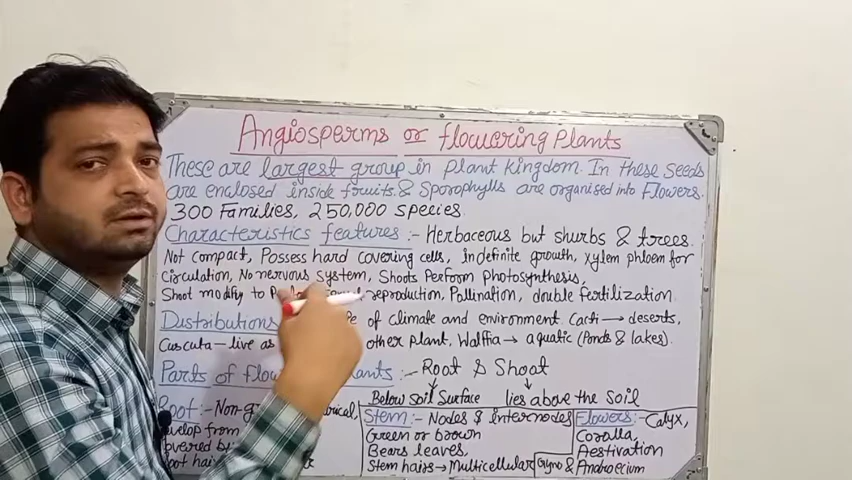 Angiosperms or flowering Plants
These are largest group in plant kingdom. In these seeds
are enclosed inside fruits & Sporophylls are organised into Flowers.
300 Families, 250,000 species.
Characteristics features :- Herbaceous but shurbs & trees.
Not compact, Possess hard covering cells, indefinite growth, xylem phloem for
Circulation, No nervous system, Shoots Perform Photosynthesis,
Shoot modify to reproduction, Pollination, double fertilization.
Distributions of climate and environment Cacti → deserts,
Cuscuta – live as other plant, Wolffia → aquatic (Ponds & lakes).
Parts of :- Root & Shoot
Below Soil Surface lies above the soil
Root :- Non-
Stem :- Nodes & internodes
Green or brown
Bears leaves,
Stem hairs → Multicellular
Flowers :- Calyx,
Corolla,
Aestivation
Gyno & Androecium